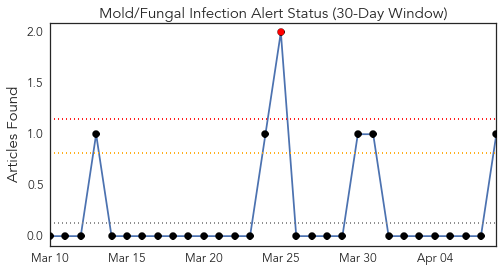 Mold/Fungal Infection Alert Status (30-Day Window)
Articles Found
2.0
1.5
1.0
0.5
0.0
Mar 10 Mar 15 Mar 20 Mar 25 Mar 30 Apr 04